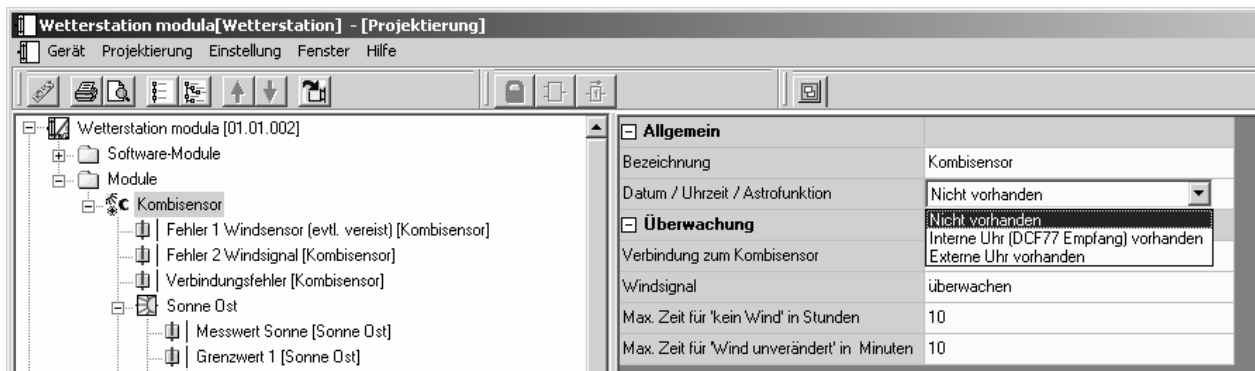 Wetterstation modula[Wetterstation] - [Projektierung]
Gerät Projektierung Einstellung Fenster Hilfe
Wetterstation modula [01.01.002]
Software-Module
Module
Kombisensor
Fehler 1 Windsensor (evtl. vereist) [Kombisensor]
Fehler 2 Windsignal [Kombisensor]
Verbindungsfehler [Kombisensor]
Sonne Ost
Messwert Sonne [Sonne Ost]
Grenzwert 1 [Sonne Ost]
Allgemein
Bezeichnung Kombisensor
Datum / Uhrzeit / Astrofunktion Nicht vorhanden
Nicht vorhanden
Interne Uhr (DCF77 Empfang) vorhanden
Externe Uhr vorhanden
Überwachung
Verbindung zum Kombisensor
Windsignal überwachen
Max. Zeit für 'kein Wind' in Stunden 10
Max. Zeit für 'Wind unverändert' in Minuten 10